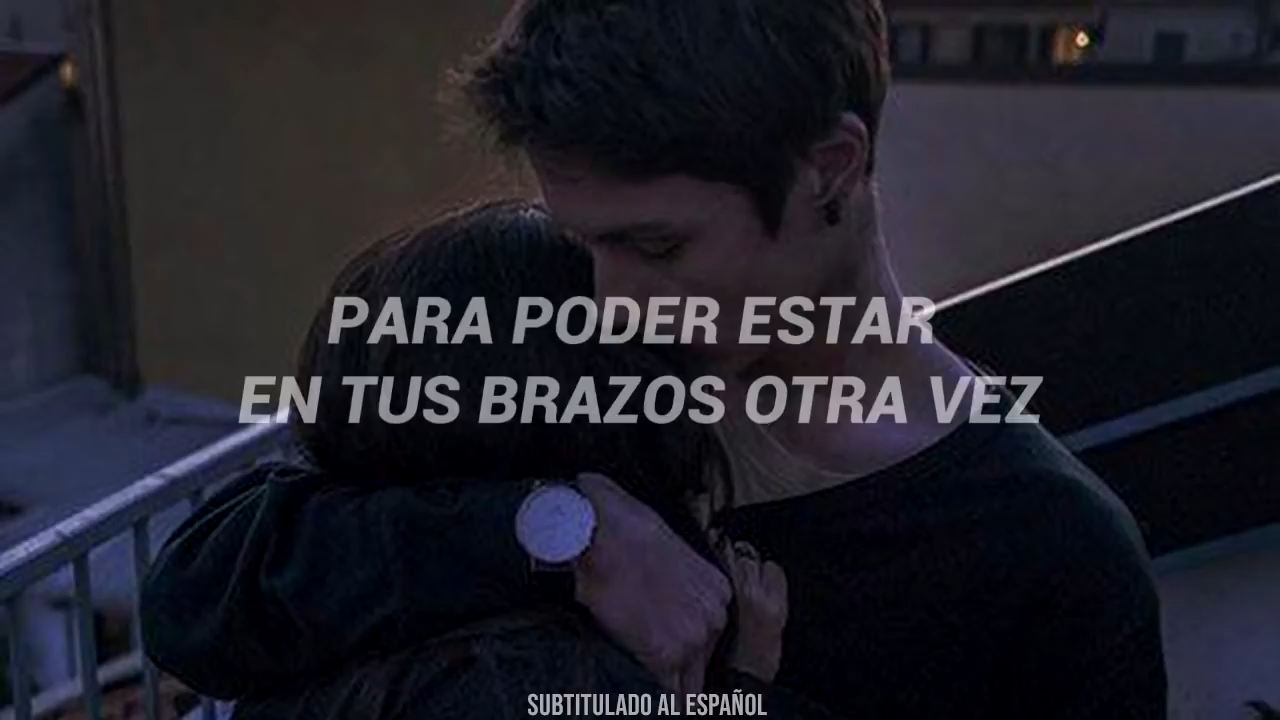 PARA PODER ESTAR
EN TUS BRAZOS OTRA VEZ
SUBTITULADO AL ESPAÑOL